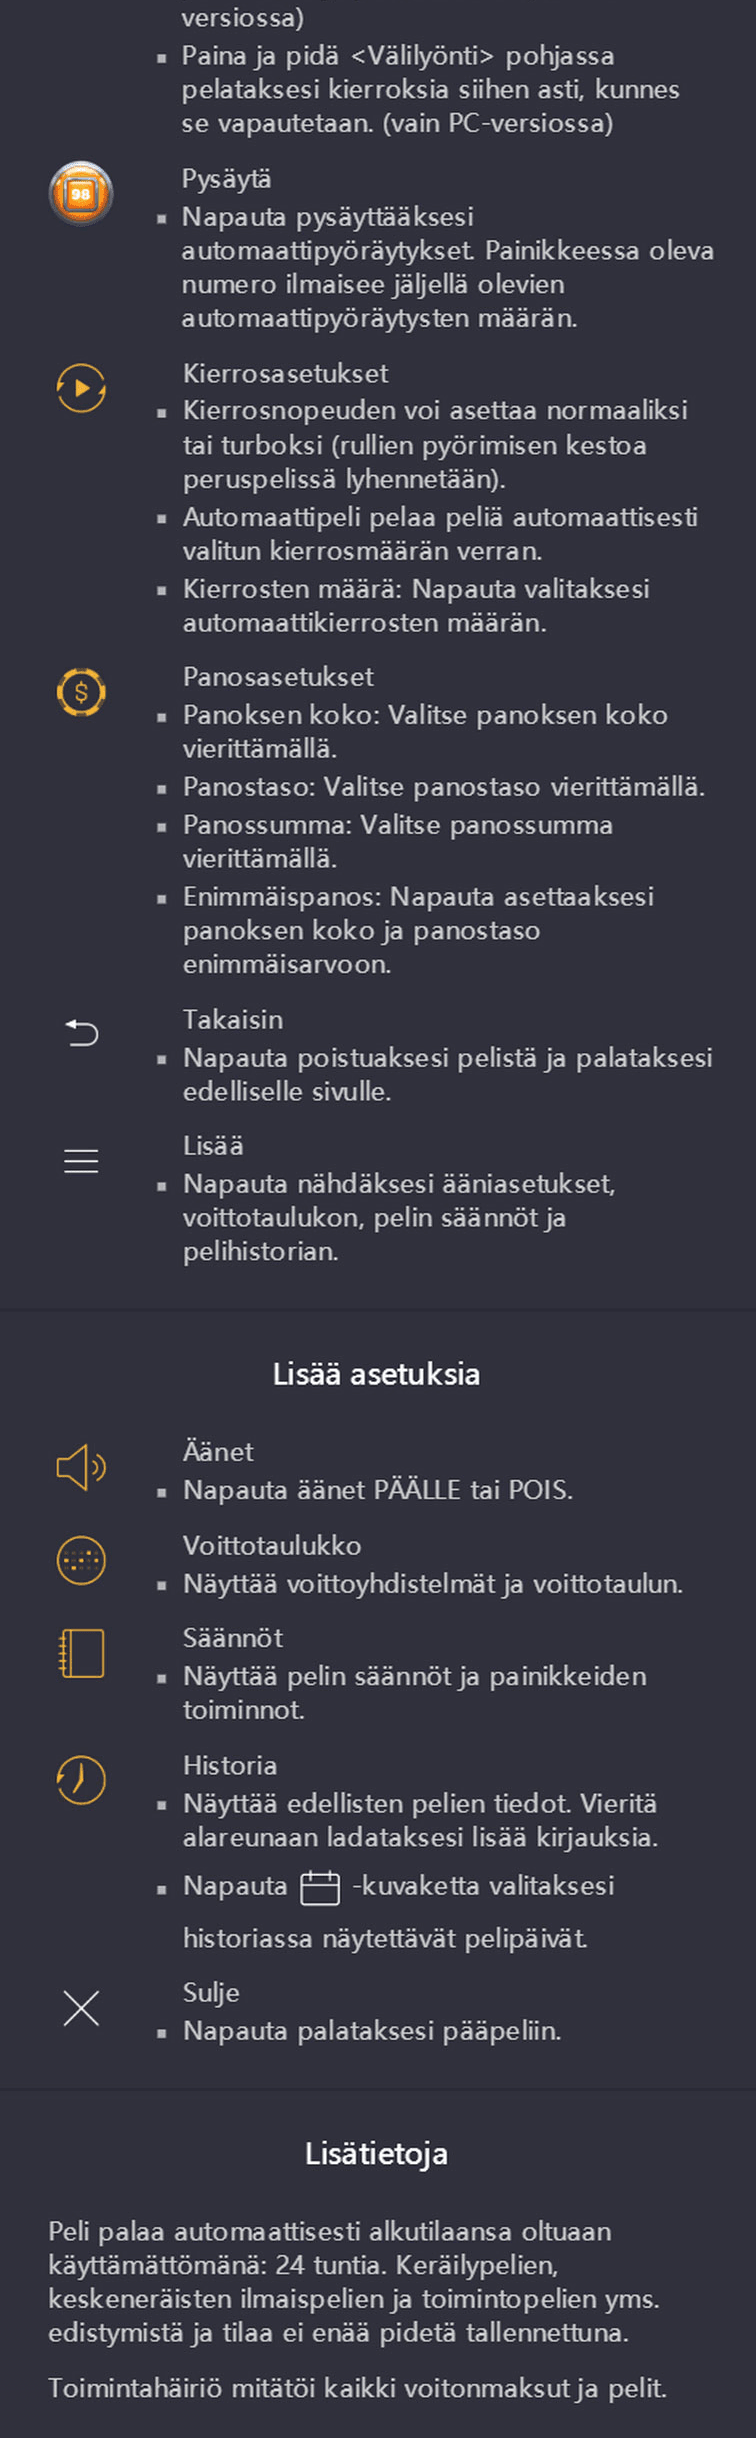 versiossa)
▪ Paina ja pidä <Välilyönti> pohjassa
pelataksesi kierroksia siihen asti, kunnes
se vapautetaan. (vain PC-versiossa)
98
Pysäytä
▪ Napauta pysäyttääksesi
automaattipyöräytykset. Painikkeessa oleva
numero ilmaisee jäljellä olevien
automaattipyöräytysten määrän.
Kierrosasetukset
▪ Kierrosnopeuden voi asettaa normaaliksi
tai turboksi (rullien pyörimisen kestoa
peruspelissä lyhennetään).
▪ Automaattipeli pelaa peliä automaattisesti
valitun kierrosmäärän verran.
▪ Kierrosten määrä: Napauta valitaksesi
automaattikierrosten määrän.
$
Panosasetukset
▪ Panoksen koko: Valitse panoksen koko
vierittämällä.
▪ Panostaso: Valitse panostaso vierittämällä.
▪ Panossumma: Valitse panossumma
vierittämällä.
▪ Enimmäispanos: Napauta asettaaksesi
panoksen koko ja panostaso
enimmäisarvoon.
Takaisin
▪ Napauta poistuaksesi pelistä ja palataksesi
edelliselle sivulle.
Lisää
▪ Napauta nähdäksesi ääniasetukset,
voittotaulukon, pelin säännöt ja
pelihistorian.
Lisää asetuksia
Äänet
▪ Napauta äänet PÄÄLLE tai POIS.
Voittotaulukko
▪ Näyttää voittoyhdistelmät ja voittotaulun.
Säännöt
▪ Näyttää pelin säännöt ja painikkeiden
toiminnot.
Historia
▪ Näyttää edellisten pelien tiedot. Vieritä
alareunaan ladataksesi lisää kirjauksia.
▪ Napauta -kuvaketta valitaksesi
historiassa näytettävät pelipäivät.
Sulje
▪ Napauta palataksesi pääpeliin.
Lisätietoja
Peli palaa automaattisesti alkutilaansa oltuaan
käyttämättömänä: 24 tuntia. Keräilypelien,
keskeneräisten ilmaispelien ja toimintopelien yms.
edistymistä ja tilaa ei enää pidetä tallennettuna.
Toimintahäiriö mitätöi kaikki voitonmaksut ja pelit.